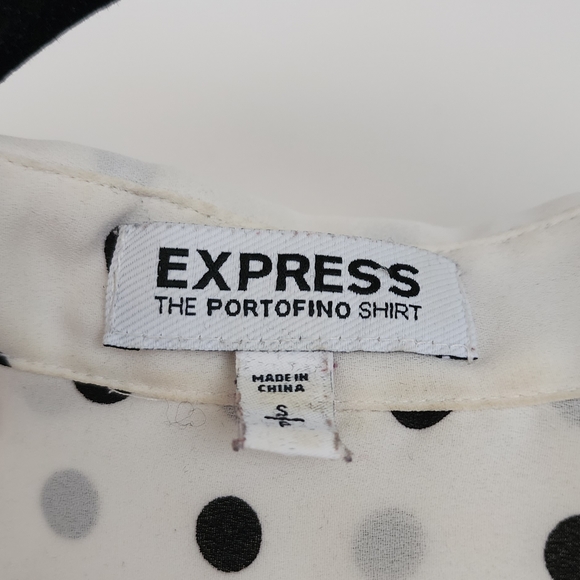 EXPRESS
THE PORTOFINO SHIRT
MADE IN
CHINA
S
P